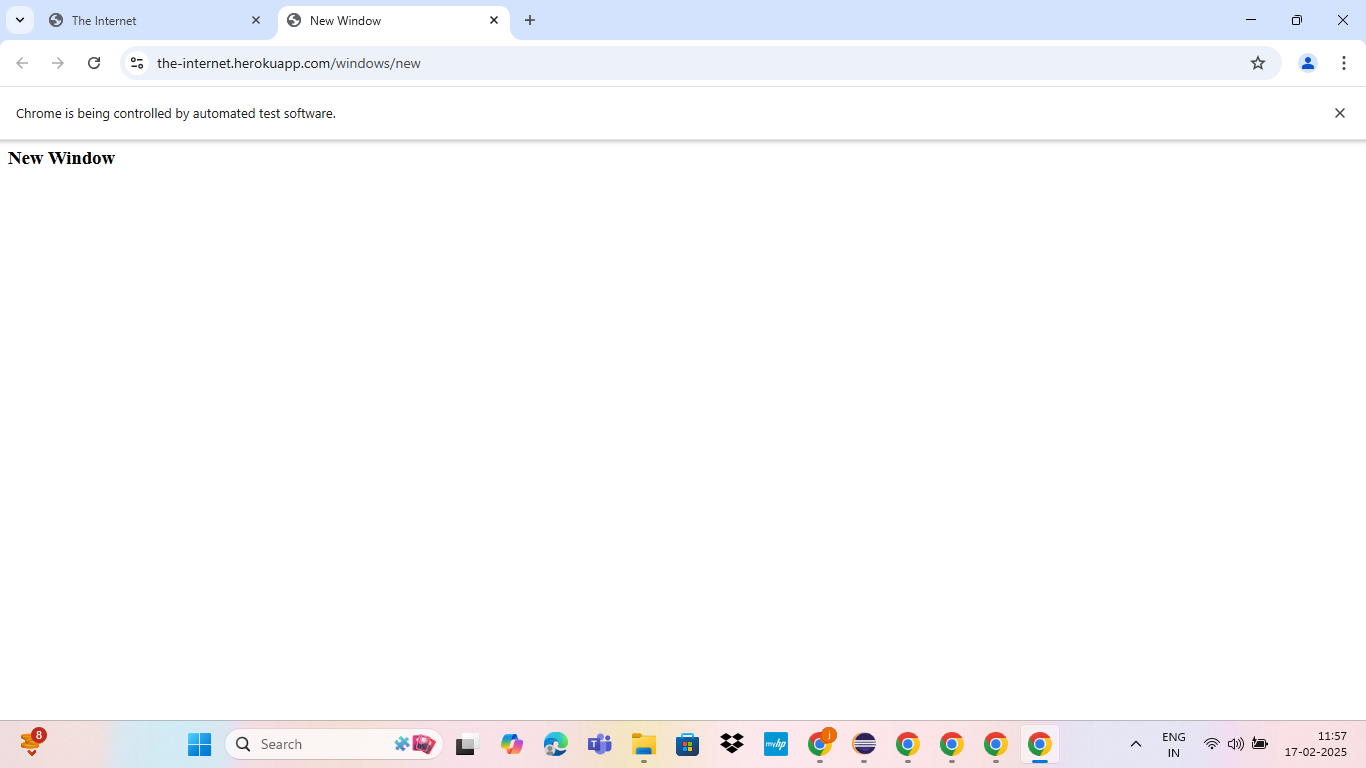 The Internet
New Window
the-internet.herokuapp.com/windows/new
Chrome is being controlled by automated test software.
New Window
8
Search
myhp
j
ENG
IN
11:57
17-02-2025